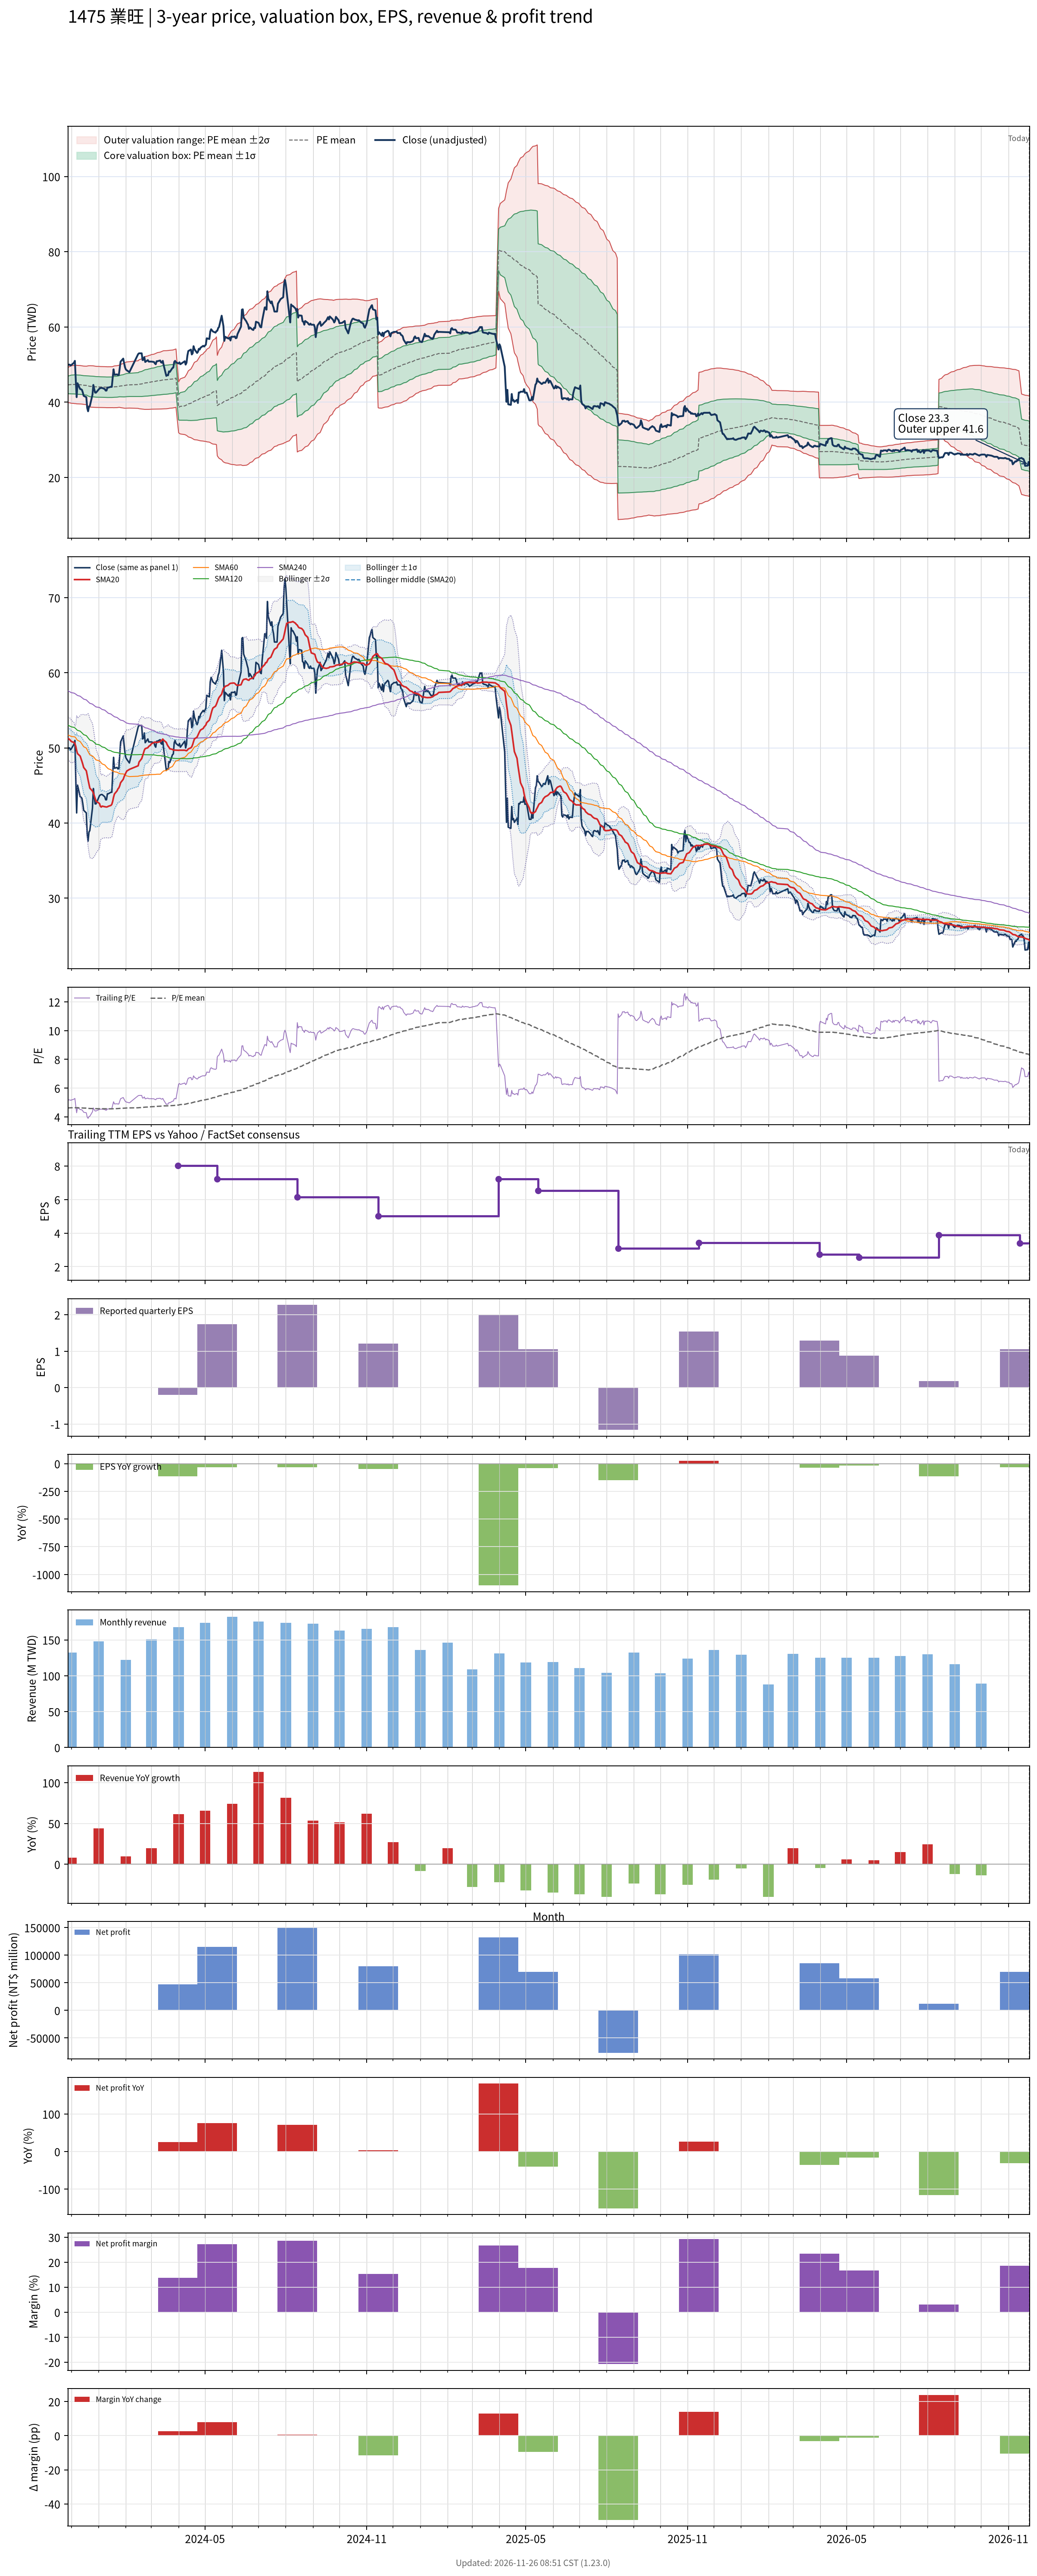 1475 業旺 | 3-year price, valuation box, EPS, revenue & profit trend
Outer valuation range: PE mean ±2σ
PE mean
Close (unadjusted)
Core valuation box: PE mean ±1σ
Today
Price (TWD)
100
80
60
40
20
Close 23.3
Outer upper 41.6
Close (same as panel 1)
SMA20
SMA60
SMA120
SMA240
Bollinger ±2σ
Bollinger ±1σ
Bollinger middle (SMA20)
Price
70
60
50
40
30
Trailing P/E
P/E mean
P/E
12
10
8
6
4
Trailing TTM EPS vs Yahoo / FactSet consensus
Today
EPS
8
6
4
2
Reported quarterly EPS
EPS
2
1
0
-1
EPS YoY growth
YoY (%)
0
-250
-500
-750
-1000
Monthly revenue
Revenue (M TWD)
150
100
50
0
Revenue YoY growth
YoY (%)
100
50
0
Month
Net profit
Net profit (NT$ million)
150000
100000
50000
0
-50000
Net profit YoY
YoY (%)
100
0
-100
Net profit margin
Margin (%)
30
20
10
0
-10
-20
Margin YoY change
Δ margin (pp)
20
0
-20
-40
2024-05
2024-11
2025-05
2025-11
2026-05
2026-11
Updated: 2026-11-26 08:51 CST (1.23.0)